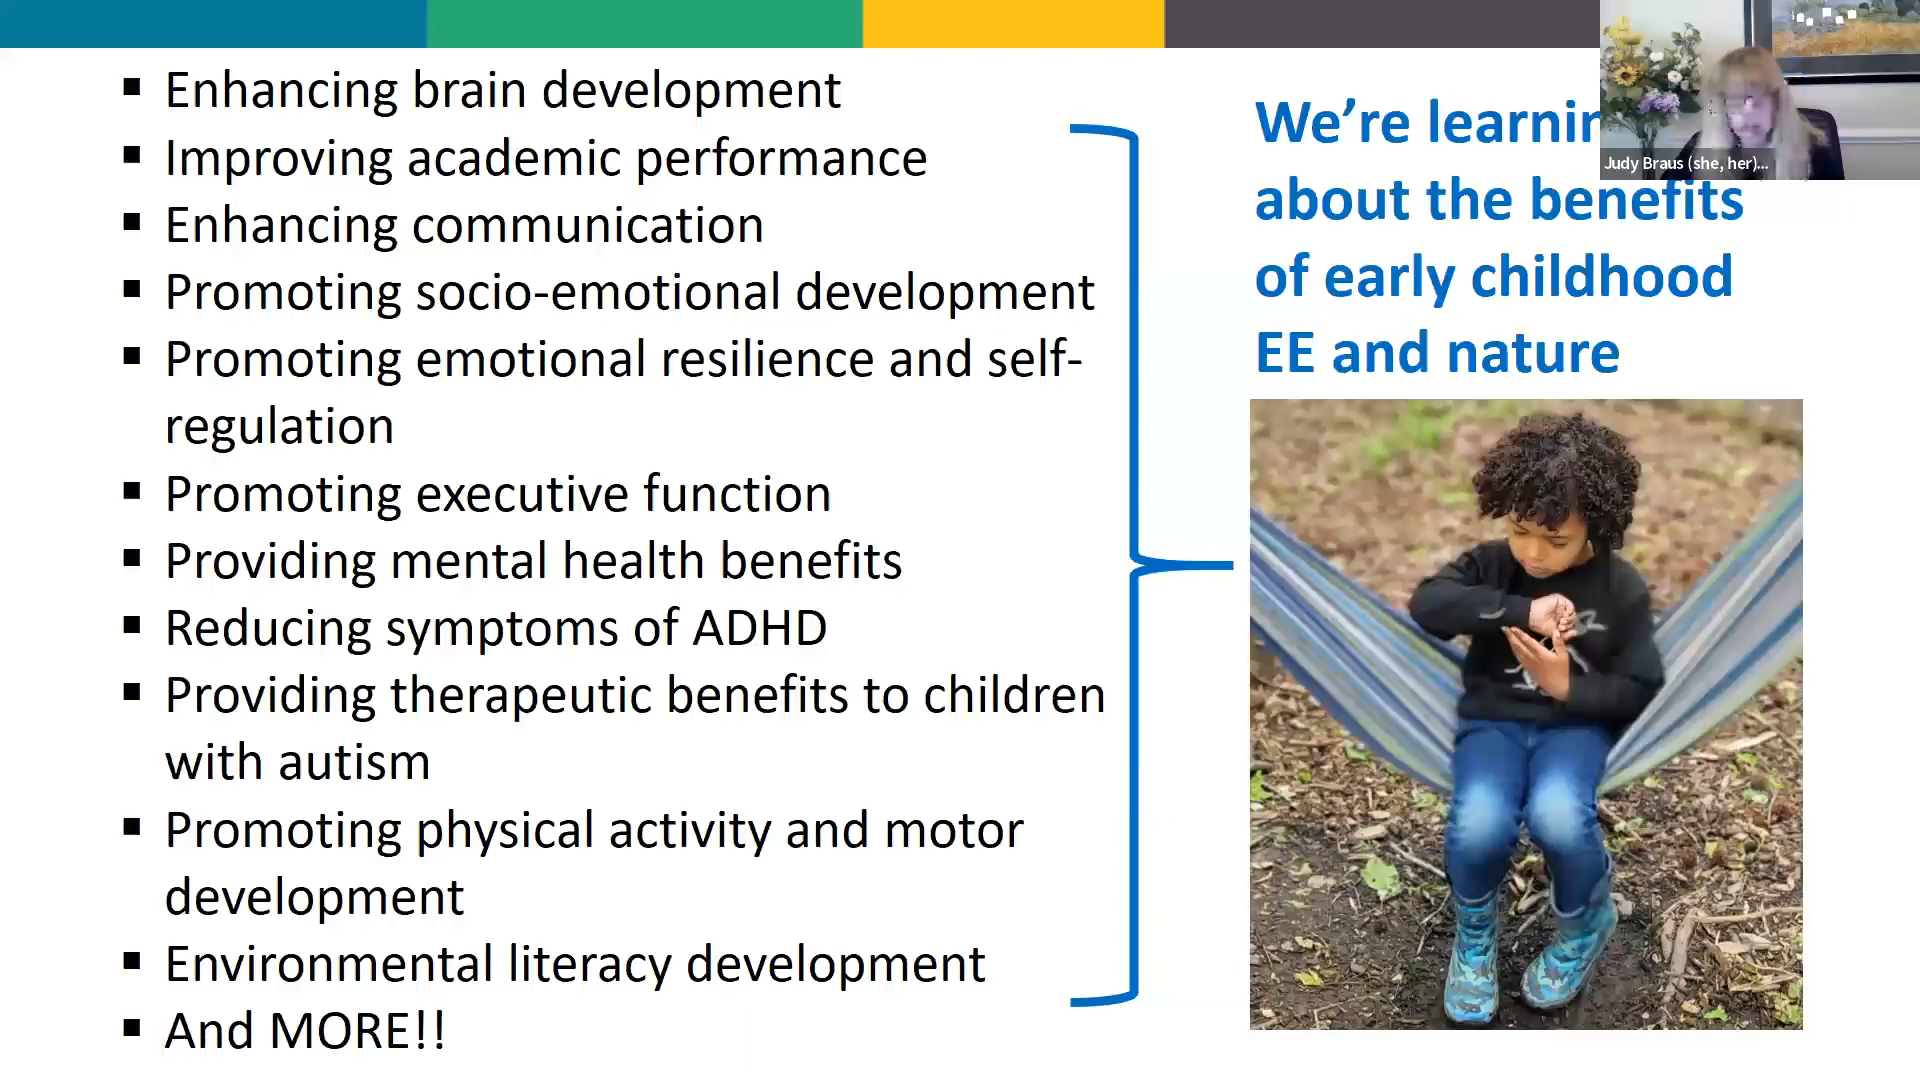 Enhancing brain development
Improving academic performance
Enhancing communication
Promoting socio-emotional development
Promoting emotional resilience and self-
regulation
Promoting executive function
Providing mental health benefits
Reducing symptoms of ADHD
Providing therapeutic benefits to children
with autism
Promoting physical activity and motor
development
Environmental literacy development
And MORE!!
We're
about the benefits
of early childhood
EE and nature
Judy Braus (she, her)...